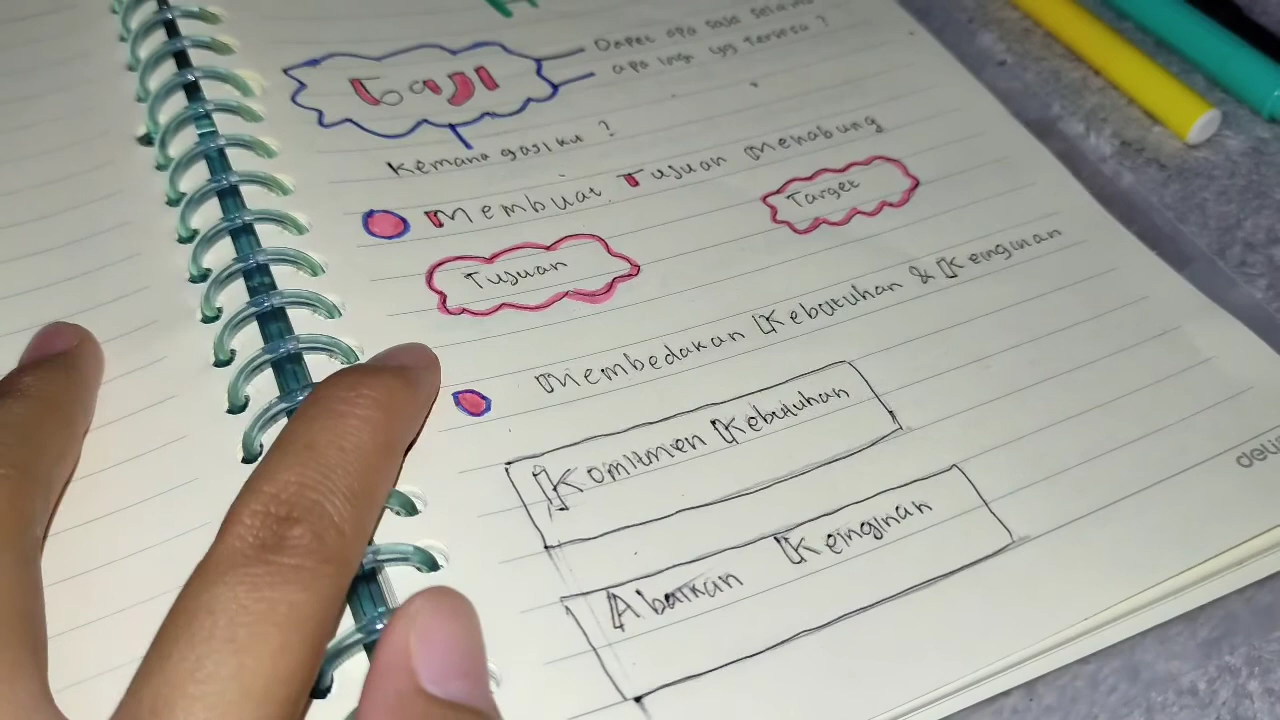 Gaji
Dapet apa saja selama
apa lagi yg tersisa ?
Kemana gajiku ?
Membuat Tujuan Menabung
Tujuan
Target
Membedakan Kebutuhan & Keinginan
Komitmen Kebutuhan
Abaikan Keinginan
deli